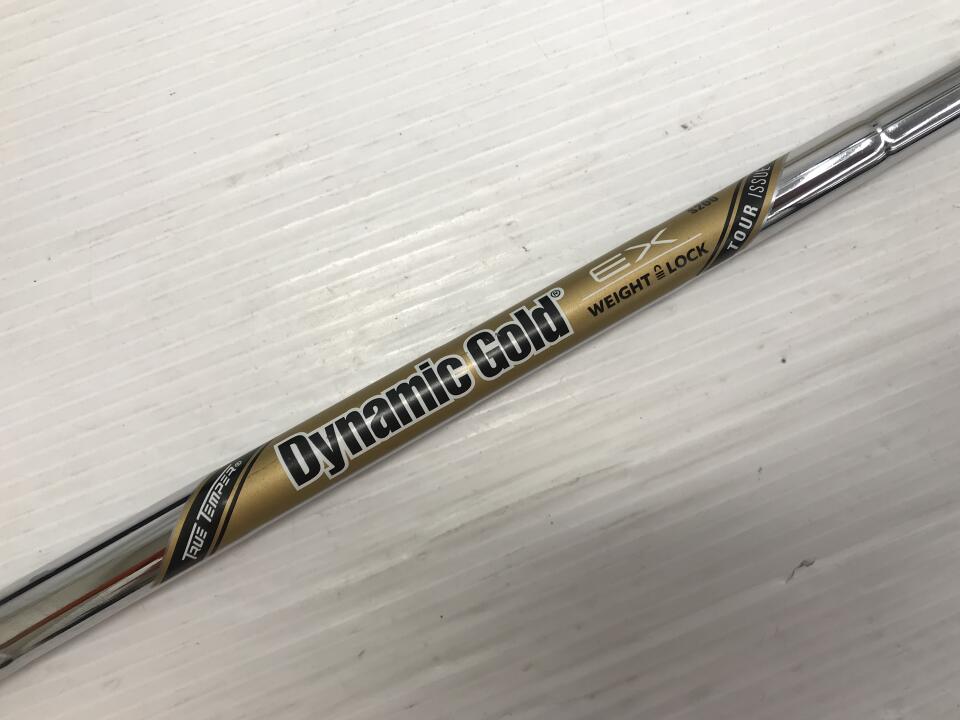 TRUE TEMPER®
Dynamic Gold®
EX
S200
WEIGHT LOCK
TOUR ISSUE